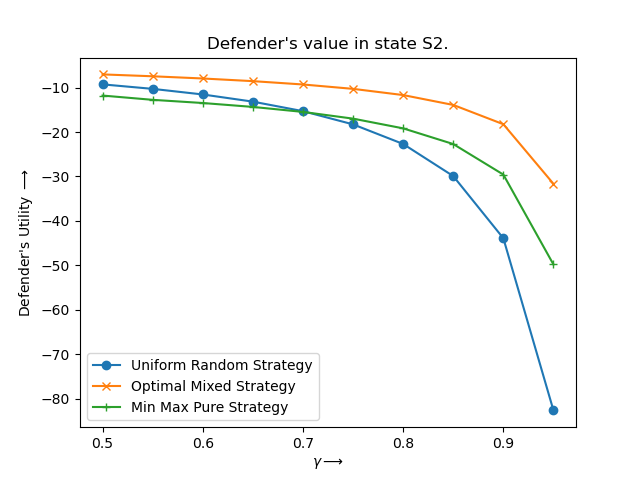 Defender's value in state S2.
Defender's Utility ⟶
−10
−20
−30
−40
−50
−60
−70
−80
Uniform Random Strategy
Optimal Mixed Strategy
Min Max Pure Strategy
0.5 0.6 0.7 0.8 0.9
γ⟶